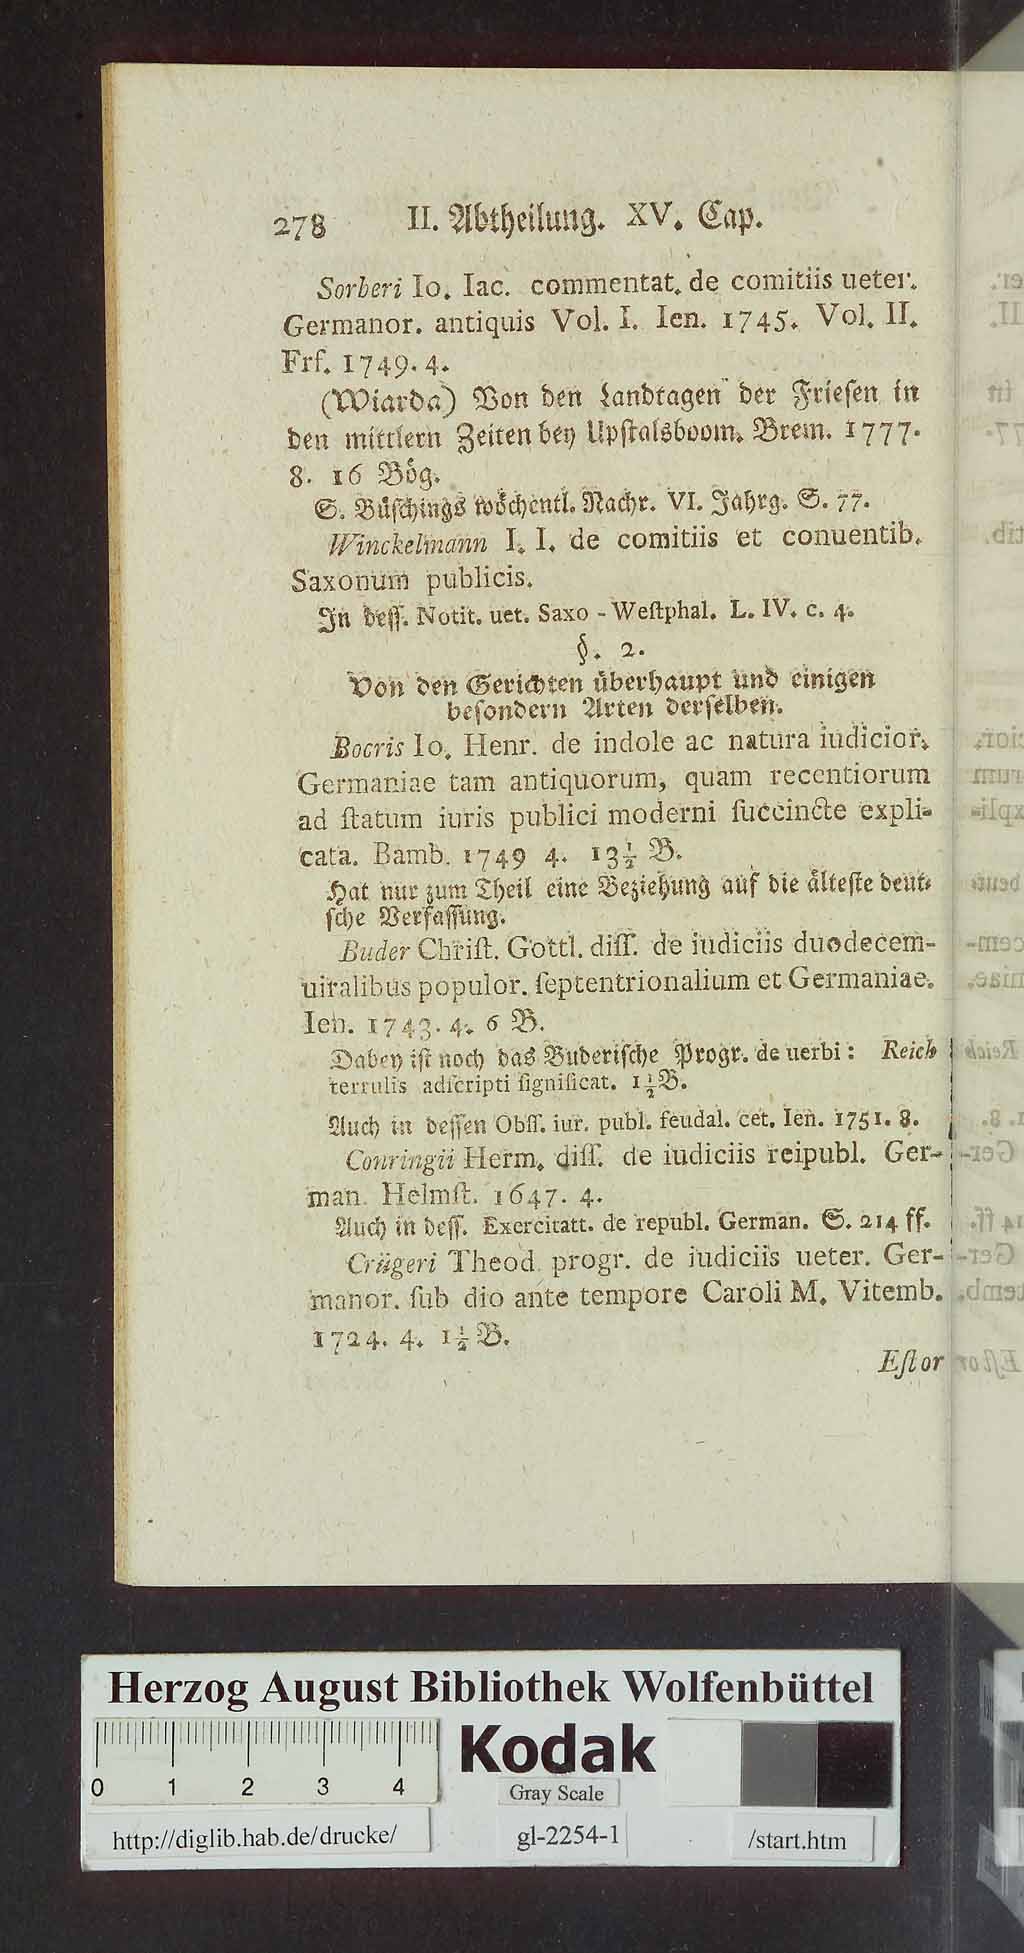 278 II. Abtheilung. XV. Cap.
Sorberi Io. Iac. commentat. de comitiis ueter.
Germanor. antiquis Vol. I. Ien. 1745. Vol. II.
Frf. 1749. 4.
(Wiarda) Von den Landtagen der Friesen in
den mittlern Zeiten bey Upstalsboom. Brem. 1777.
8. 16 Bög.
S. Büschings wöchentl. Nachr. VI. Jahrg. S. 77.
Winckelmann I. I. de comitiis et conuentib.
Saxonum publicis.
In dess. Notit. uet. Saxo-Westphal. L. IV. c. 4.
§. 2.
Von den Gerichten überhaupt und einigen
besondern Arten derselben.
Bocris Io. Henr. de indole ac natura iudicior.
Germaniae tam antiquorum, quam recentiorum
ad ſtatum iuris publici moderni ſuccincte expli-
cata. Bamb. 1749 4. 13½ B.
Hat nur zum Theil eine Beziehung auf die älteste deut-
sche Verfassung.
Buder Chriſt. Gottl. diſſ. de iudiciis duodecem-
uiralibus populor. ſeptentrionalium et Germaniae.
Ien. 1743. 4. 6 B.
Dabey ist noch das Buderische Progr. de uerbi: Reich
terrulis adſcripti ſignificat. 1½ B.
Auch in dessen Obſſ. iur. publ. feudal. cet. Ien. 1751. 8.
Conringii Herm. diſſ. de iudiciis reipubl. Ger-
man. Helmſt. 1647. 4.
Auch in dess. Exercitatt. de republ. German. S. 214 ff.
Crügeri Theod. progr. de iudiciis ueter. Ger-
manor. ſub dio ante tempore Caroli M. Vitemb.
1724. 4. 1½ B.
Eſtor
Herzog August Bibliothek Wolfenbüttel
Kodak
0 1 2 3 4
Gray Scale
http://diglib.hab.de/drucke/ gl-2254-1 /start.htm